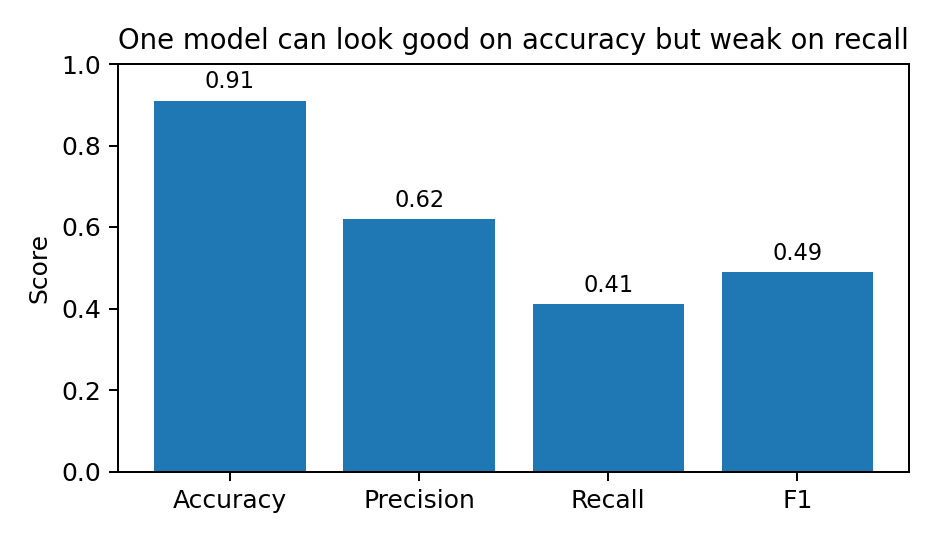 One model can look good on accuracy but weak on recall
1.0
0.8
0.6
0.4
0.2
0.0
Score
0.91
0.62
0.41
0.49
Accuracy
Precision
Recall
F1